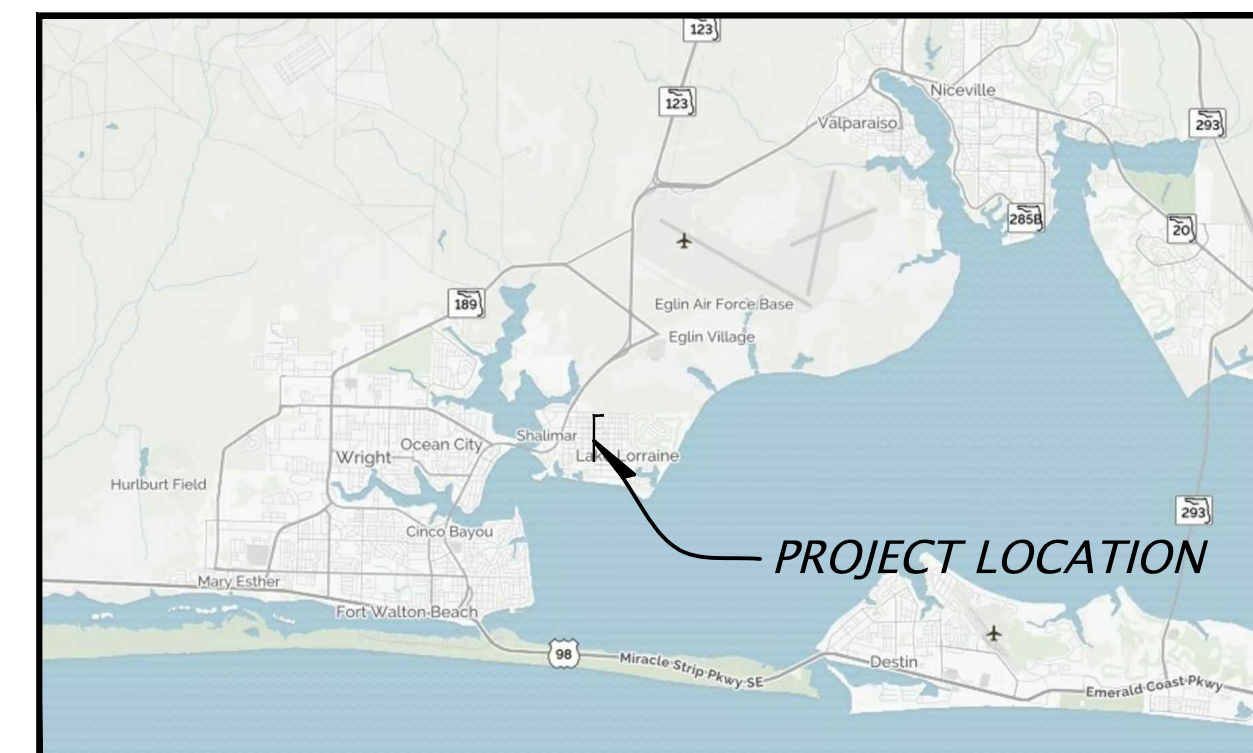 123
Niceville
123
Valparaiso
293
285B
20
Eglin Air Force Base
189
Eglin Village
Shalimar
Ocean City
Wright
Lake Lorraine
Hurlburt Field
293
Cinco Bayou
PROJECT LOCATION
Mary Esther
Fort Walton Beach
98
Miracle Strip Pkwy SE
Destin
Emerald Coast Pkwy